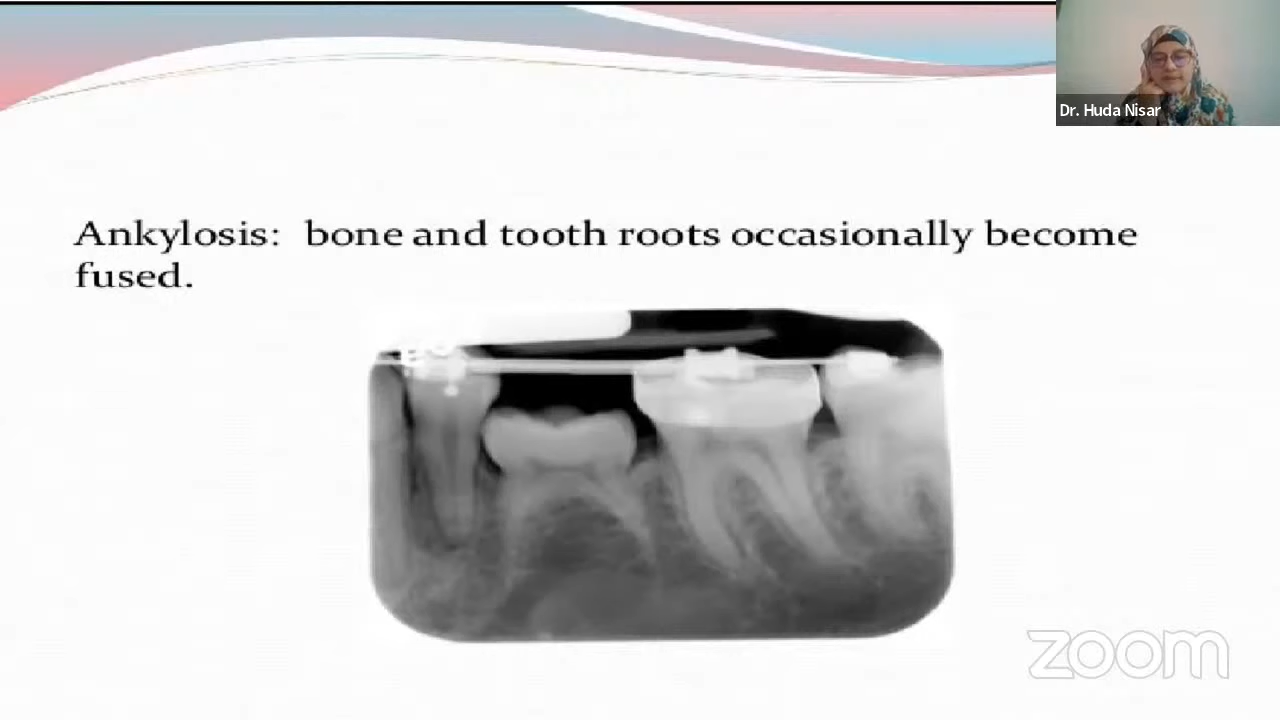 Dr. Huda Nisar
Ankylosis: bone and tooth roots occasionally become
fused.
zoom